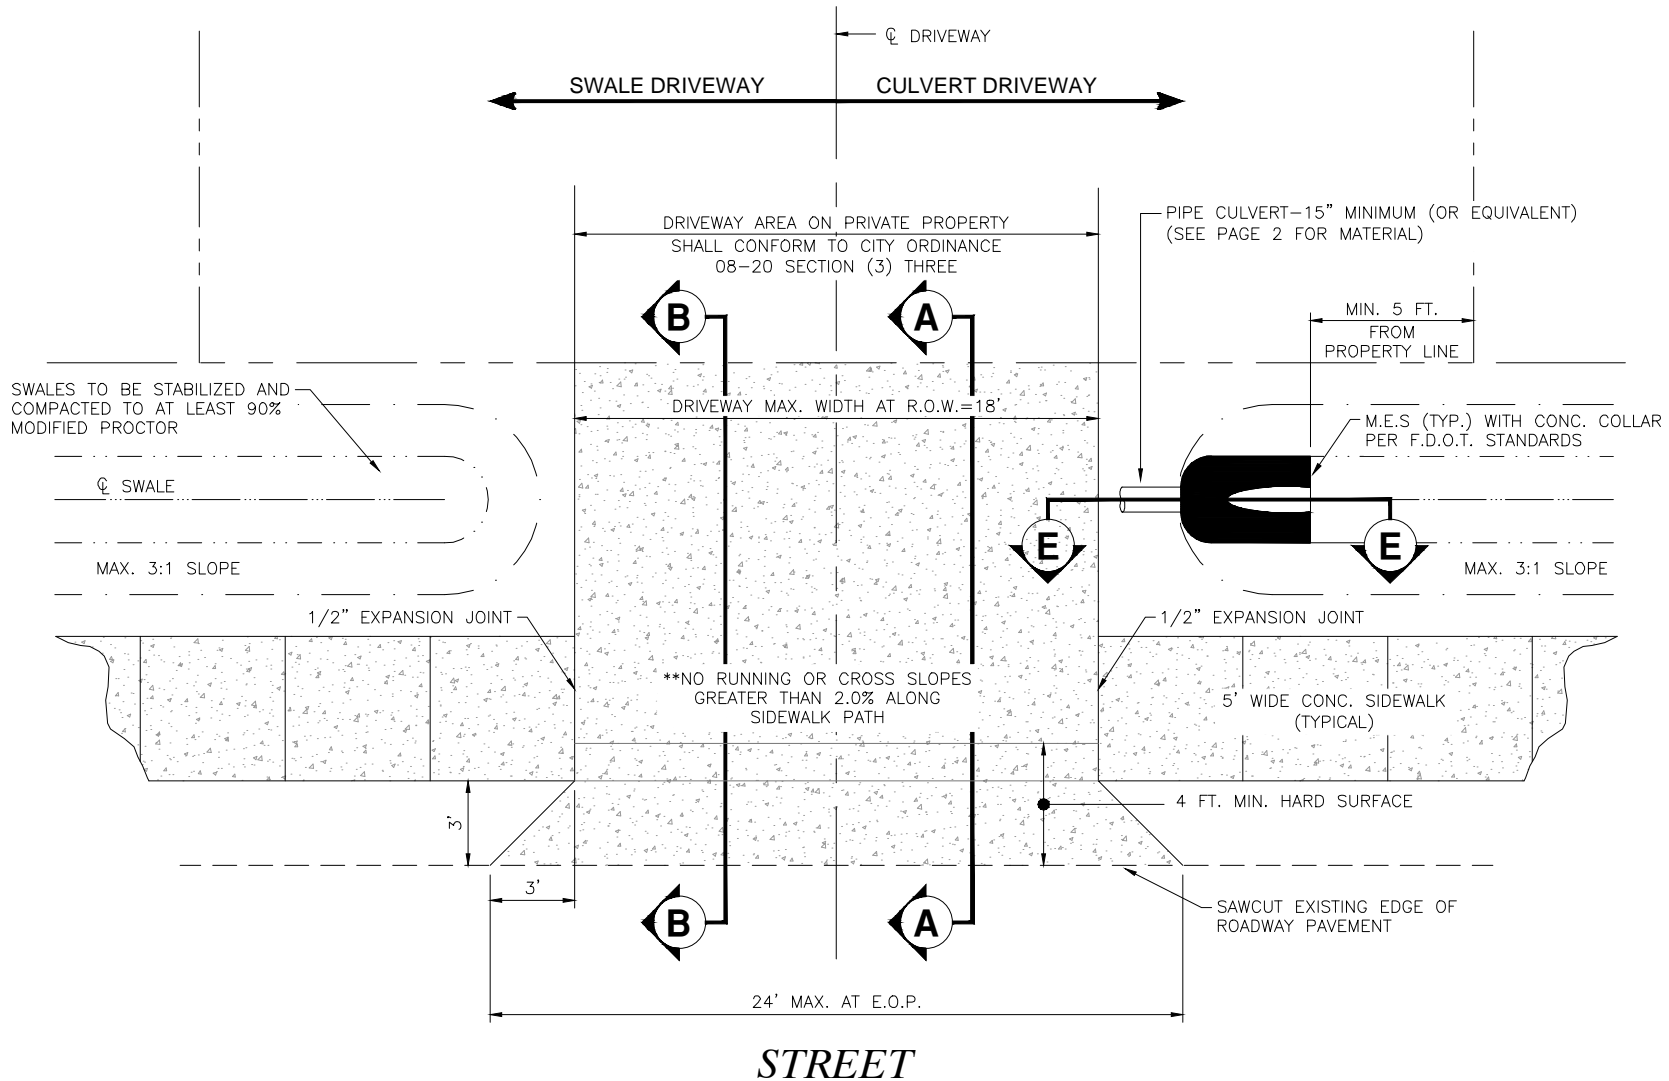 ℄ DRIVEWAY
SWALE DRIVEWAY
CULVERT DRIVEWAY
DRIVEWAY AREA ON PRIVATE PROPERTY
SHALL CONFORM TO CITY ORDINANCE
08-20 SECTION (3) THREE
PIPE CULVERT-15" MINIMUM (OR EQUIVALENT)
(SEE PAGE 2 FOR MATERIAL)
B
A
MIN. 5 FT.
FROM
PROPERTY LINE
SWALES TO BE STABILIZED AND
COMPACTED TO AT LEAST 90%
MODIFIED PROCTOR
DRIVEWAY MAX. WIDTH AT R.O.W.=18'
M.E.S (TYP.) WITH CONC. COLLAR
PER F.D.O.T. STANDARDS
℄ SWALE
E
E
MAX. 3:1 SLOPE
MAX. 3:1 SLOPE
1/2" EXPANSION JOINT
1/2" EXPANSION JOINT
**NO RUNNING OR CROSS SLOPES
GREATER THAN 2.0% ALONG
SIDEWALK PATH
5' WIDE CONC. SIDEWALK
(TYPICAL)
3'
4 FT. MIN. HARD SURFACE
3'
B
A
SAWCUT EXISTING EDGE OF
ROADWAY PAVEMENT
24' MAX. AT E.O.P.
STREET